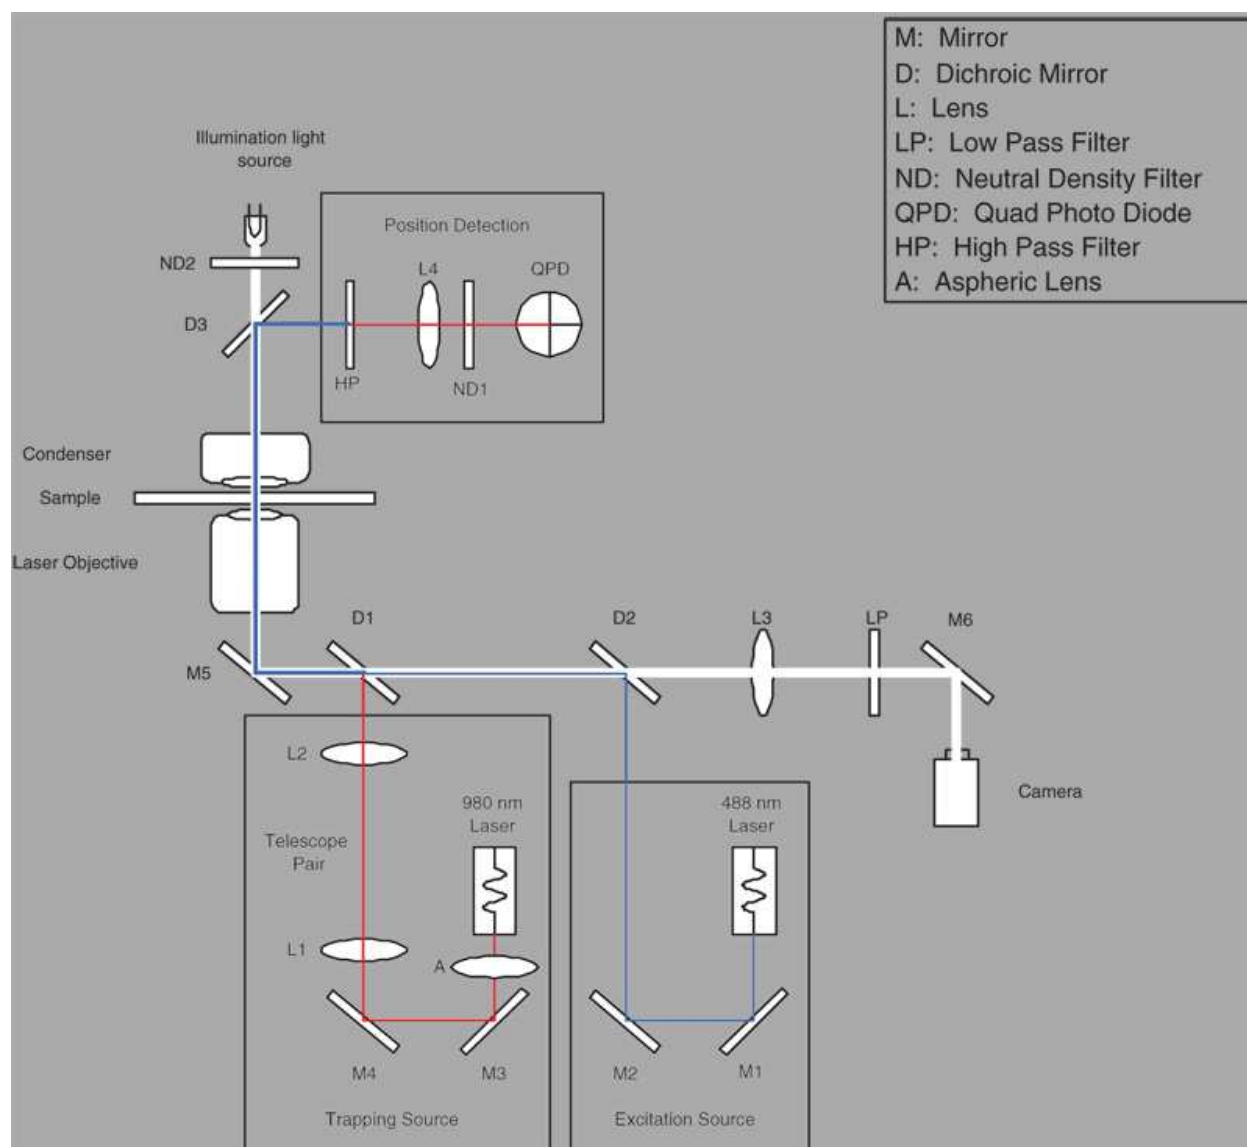 M: Mirror
D: Dichroic Mirror
L: Lens
LP: Low Pass Filter
ND: Neutral Density Filter
QPD: Quad Photo Diode
HP: High Pass Filter
A: Aspheric Lens
Illumination light
source
ND2
D3
Position Detection
L4
QPD
HP
ND1
Condenser
Sample
Laser Objective
M5
D1
D2
L3
LP
M6
Camera
L2
Telescope
Pair
L1
980 nm
Laser
A
M4
M3
Trapping Source
488 nm
Laser
M2
M1
Excitation Source